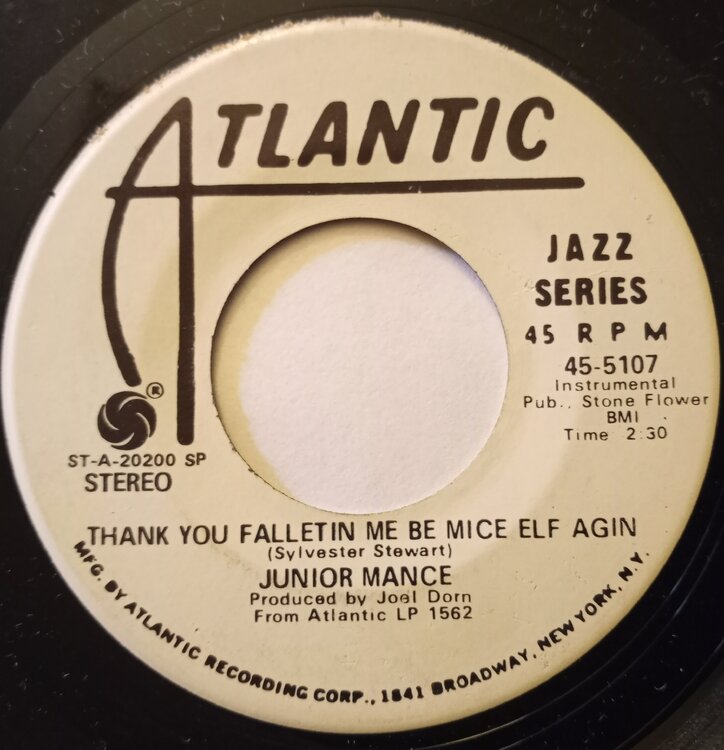 ATLANTIC
JAZZ
SERIES
45 RPM
45-5107
Instrumental
Pub., Stone Flower
BMI
Time 2:30
®
ST-A-20200 SP
STEREO
THANK YOU FALLETIN ME BE MICE ELF AGIN
(Sylvester Stewart)
JUNIOR MANCE
Produced by Joel Dorn
From Atlantic LP 1562
MFG. BY ATLANTIC RECORDING CORP., 1841 BROADWAY, NEW YORK, N.Y.